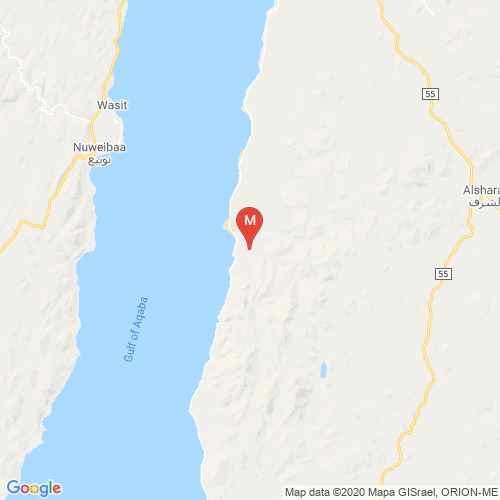 55
Wasit
Nuweibaa
نويبع
Alshara
الشرف
M
55
Gulf of Aqaba
Google
Map data ©2020 Mapa GISrael, ORION-ME